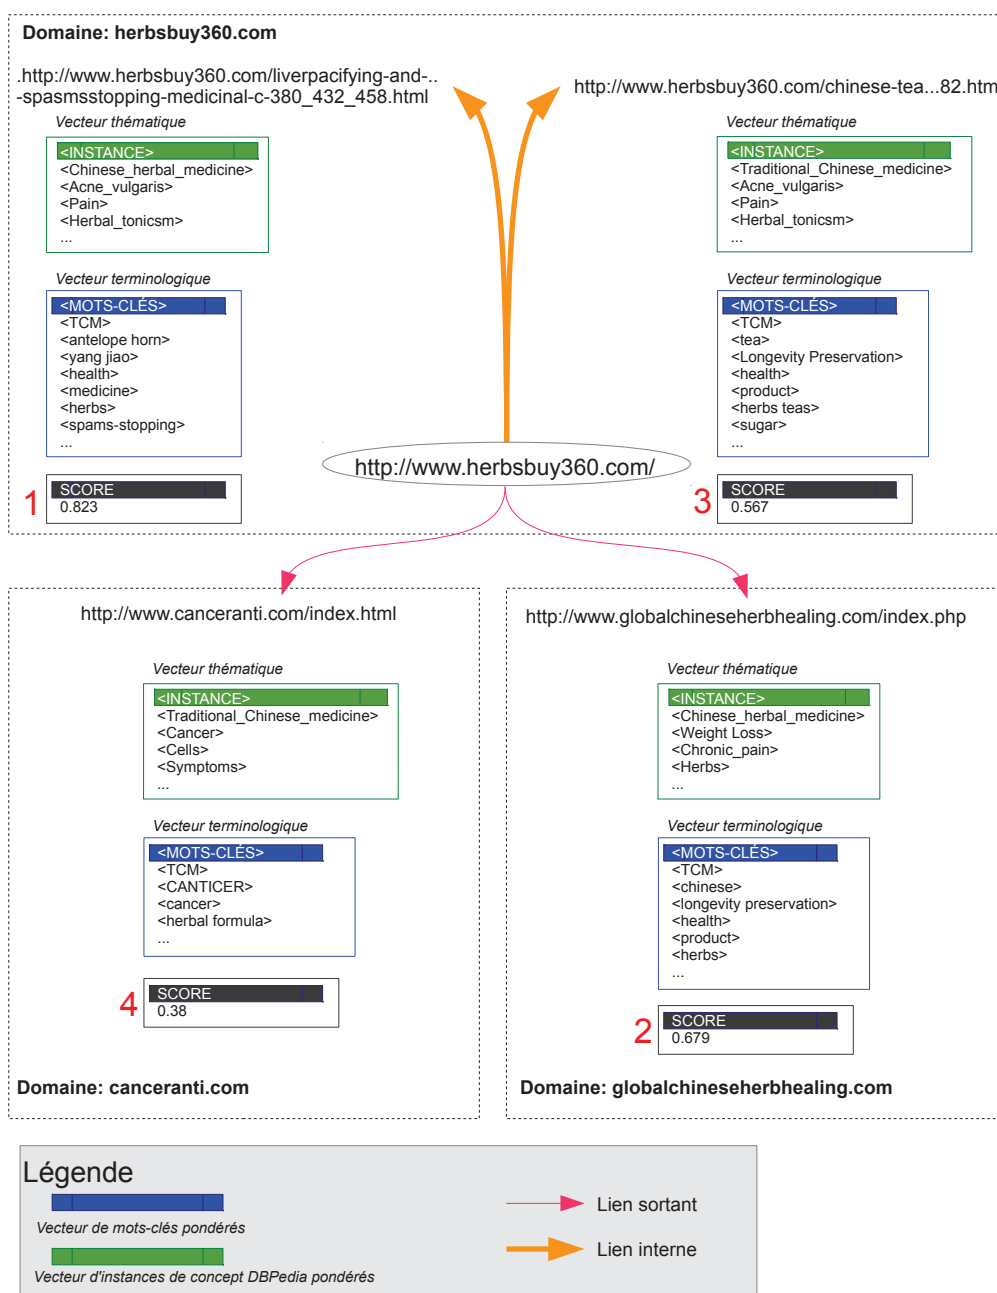 Domaine: herbsbuy360.com
.http://www.herbsbuy360.com/liverpacifying-and-..
-spasmsstopping-medicinal-c-380_432_458.html
Vecteur thématique
<INSTANCE>
<Chinese_herbal_medicine>
<Acne_vulgaris>
<Pain>
<Herbal_tonicsm>
...
Vecteur terminologique
<MOTS-CLÉS>
<TCM>
<antelope horn>
<yang jiao>
<health>
<medicine>
<herbs>
<spams-stopping>
...
1
SCORE
0.823
http://www.herbsbuy360.com/chinese-tea...82.htm
Vecteur thématique
<INSTANCE>
<Traditional_Chinese_medicine>
<Acne_vulgaris>
<Pain>
<Herbal_tonicsm>
...
Vecteur terminologique
<MOTS-CLÉS>
<TCM>
<tea>
<Longevity Preservation>
<health>
<product>
<herbs teas>
<sugar>
...
3
SCORE
0.567
http://www.herbsbuy360.com/
http://www.canceranti.com/index.html
Vecteur thématique
<INSTANCE>
<Traditional_Chinese_medicine>
<Cancer>
<Cells>
<Symptoms>
...
Vecteur terminologique
<MOTS-CLÉS>
<TCM>
<CANTICER>
<cancer>
<herbal formula>
...
4
SCORE
0.38
Domaine: canceranti.com
http://www.globalchineseherbhealing.com/index.php
Vecteur thématique
<INSTANCE>
<Chinese_herbal_medicine>
<Weight Loss>
<Chronic_pain>
<Herbs>
...
Vecteur terminologique
<MOTS-CLÉS>
<TCM>
<chinese>
<longevity preservation>
<health>
<product>
<herbs>
...
2
SCORE
0.679
Domaine: globalchineseherbhealing.com
Légende
Vecteur de mots-clés pondérés
Vecteur d'instances de concept DBPedia pondérés
Lien sortant
Lien interne